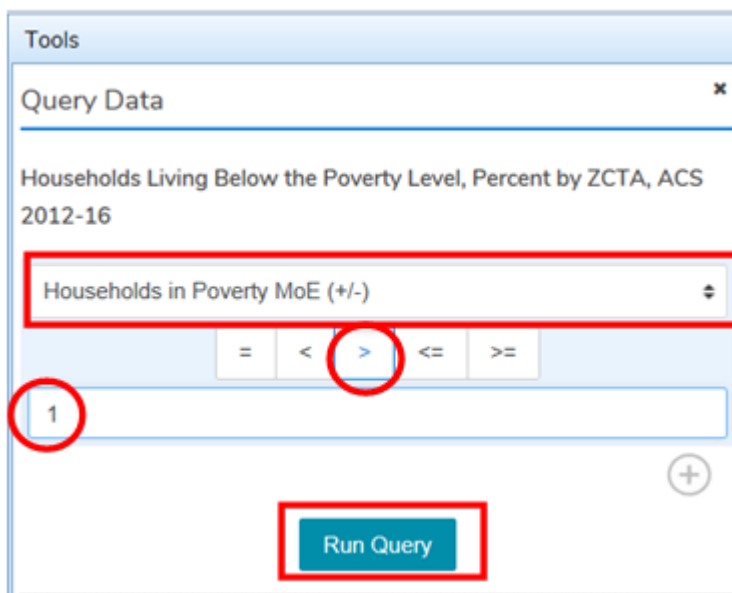 Tools
Query Data ×
Households Living Below the Poverty Level, Percent by ZCTA, ACS
2012-16
Households in Poverty MoE (+/-)
= < > <= >=
1
Run Query